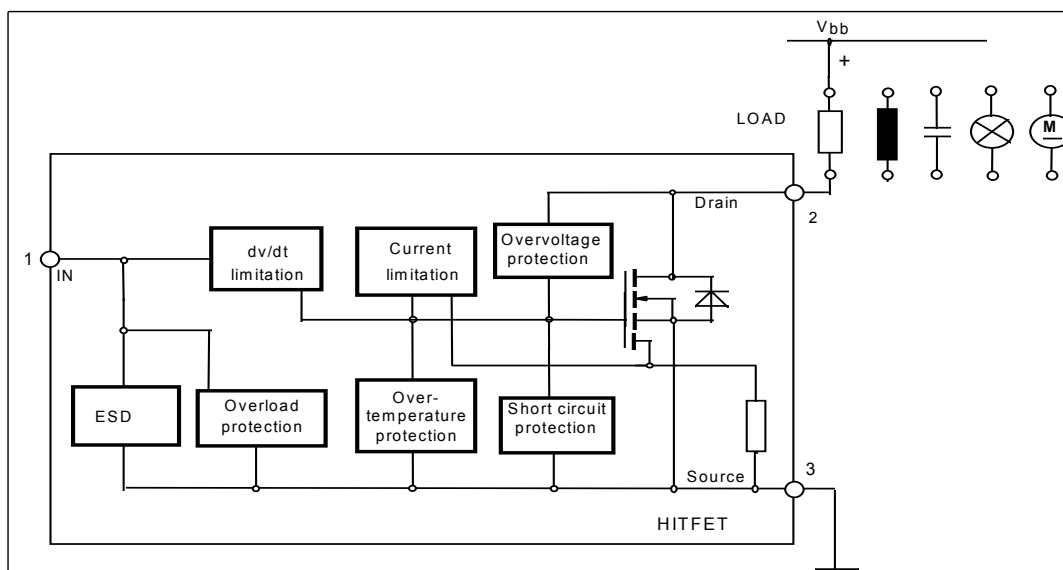 Vbb
+
LOAD
M
Drain
2
1
IN
dv/dt
limitation
Current
limitation
Overvoltage
protection
ESD
Overload
protection
Over-
temperature
protection
Short circuit
protection
Source
3
HITFET